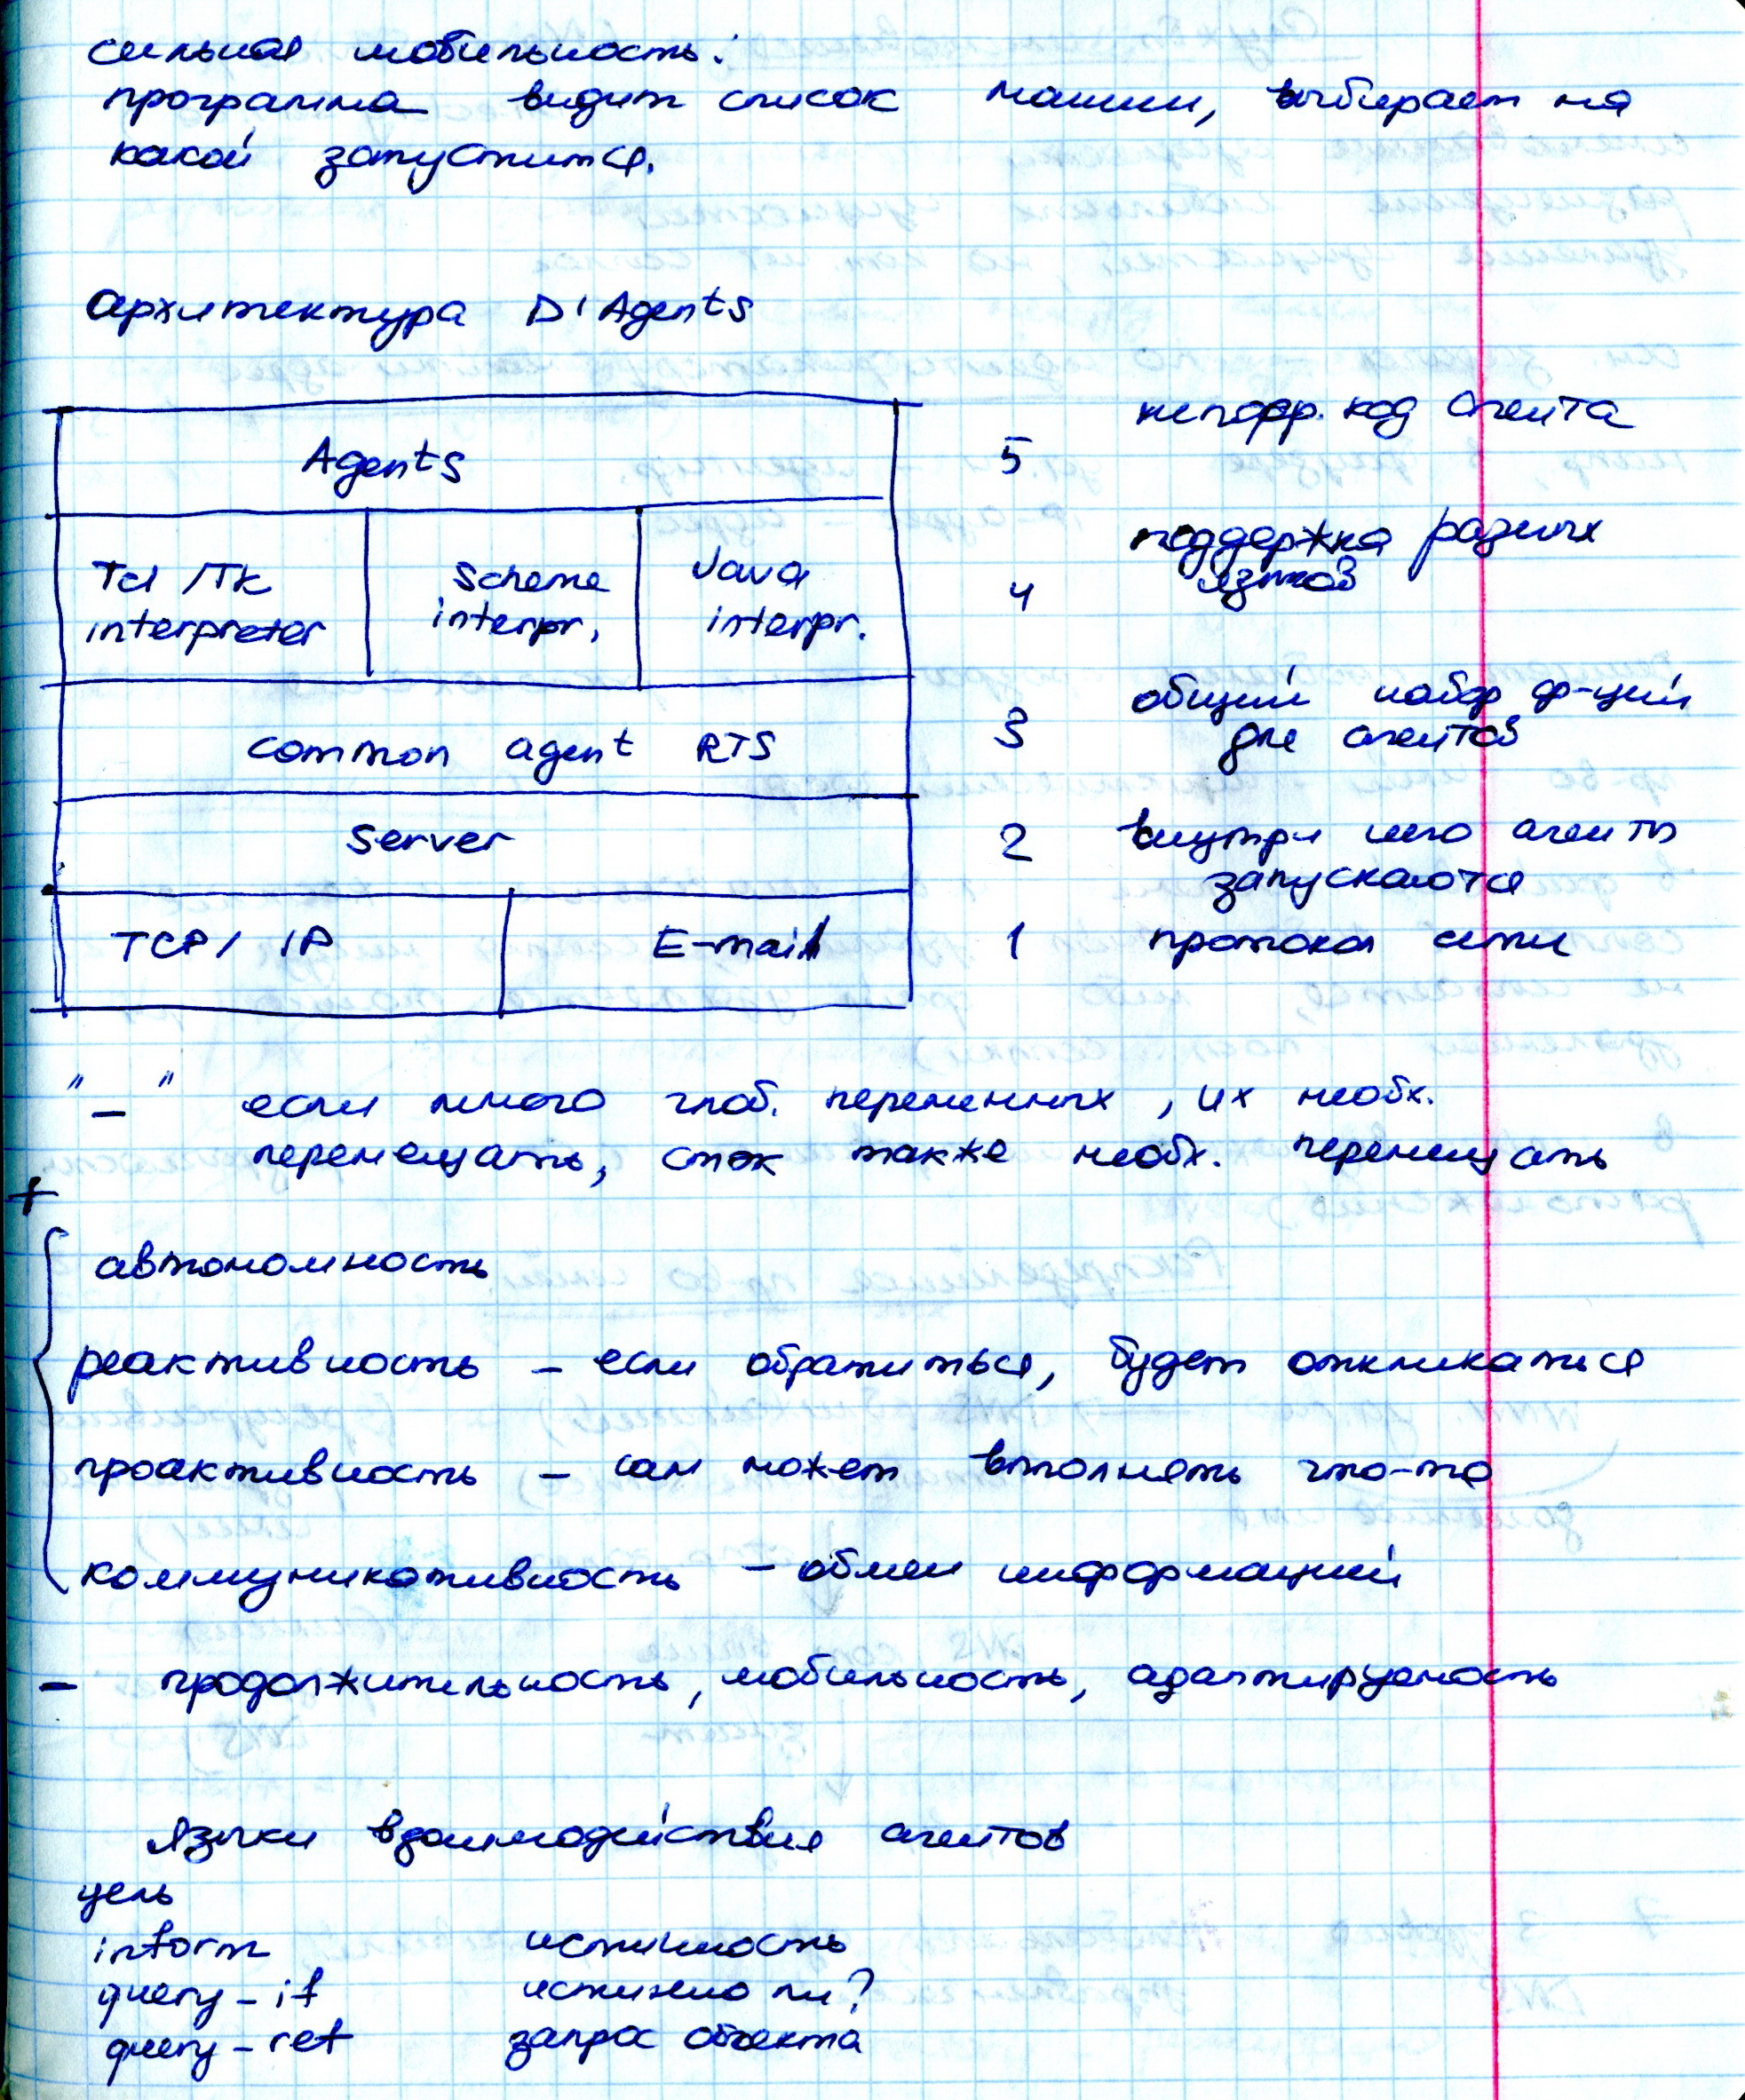 сильная мобильность:
программа видит список машин, выбирает на
какой запустится.
архитектура D'Agents
Agents
5
непоср. код агента
Tcl /TK
interpreter
Scheme
interpr.
Java
interpr.
4
поддержка разных
языков
common agent RTS
3
общий набор ф-ций
для агентов
Server
2
внутри него агенты
запускаются
TCP/ IP
E-mail
1
протокол сети
"–" если много глоб. переменных, их необх.
перемещать, стек также необх. перемещать
+
автономность
реактивность – если обратиться, будет откликаться
проактивность – сам может выполнять что-то
коммуникативность – обмен информацией
– продолжительность, мобильность, адаптируемость
языки взаимодействия агентов
цель
inform истинность
query-if истинно ли?
query-ref запрос объекта